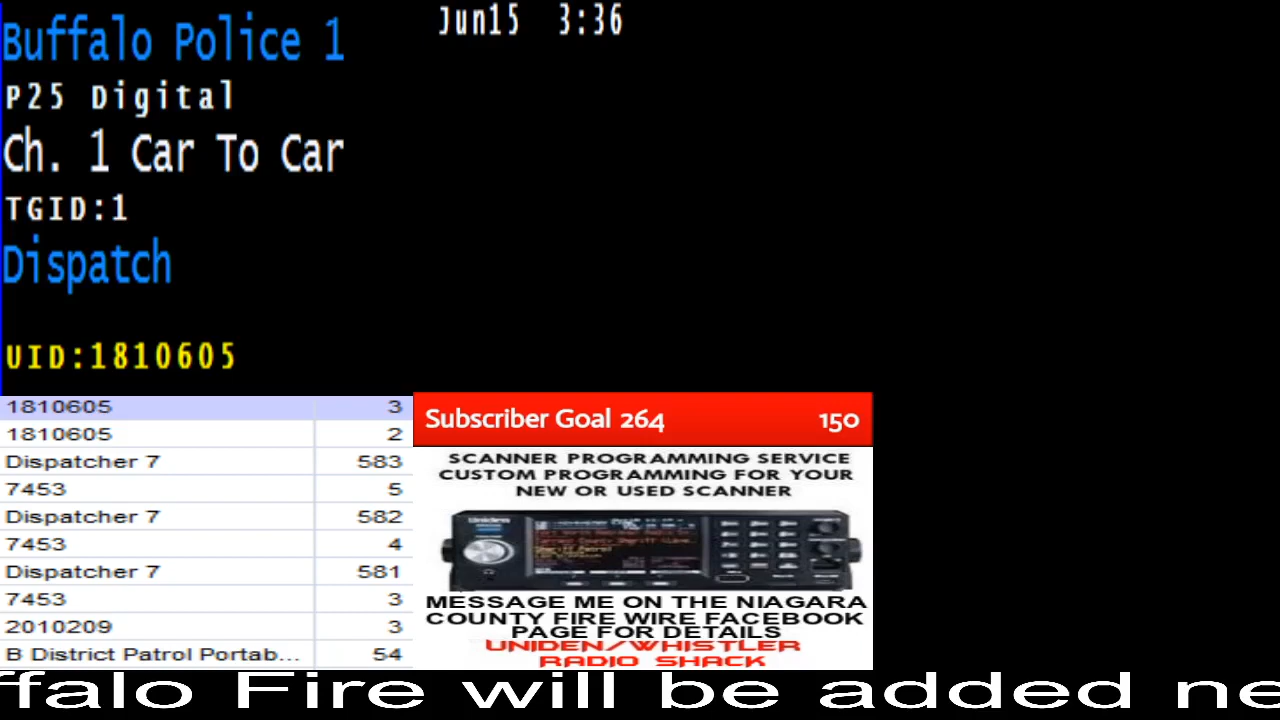 Buffalo Police 1
Jun15 3:36
P25 Digital
Ch. 1 Car To Car
TGID:1
Dispatch
UID:1810605
1810605 3
1810605 2
Dispatcher 7 583
7453 5
Dispatcher 7 582
7453 4
Dispatcher 7 581
7453 3
2010209 3
B District Patrol Portab... 54
Subscriber Goal 264 150
SCANNER PROGRAMMING SERVICE
CUSTOM PROGRAMMING FOR YOUR
NEW OR USED SCANNER
Uniden
MESSAGE ME ON THE NIAGARA
COUNTY FIRE WIRE FACEBOOK
PAGE FOR DETAILS
UNIDEN/WHISTLER
RADIO SHACK
ffalo Fire will be added ne